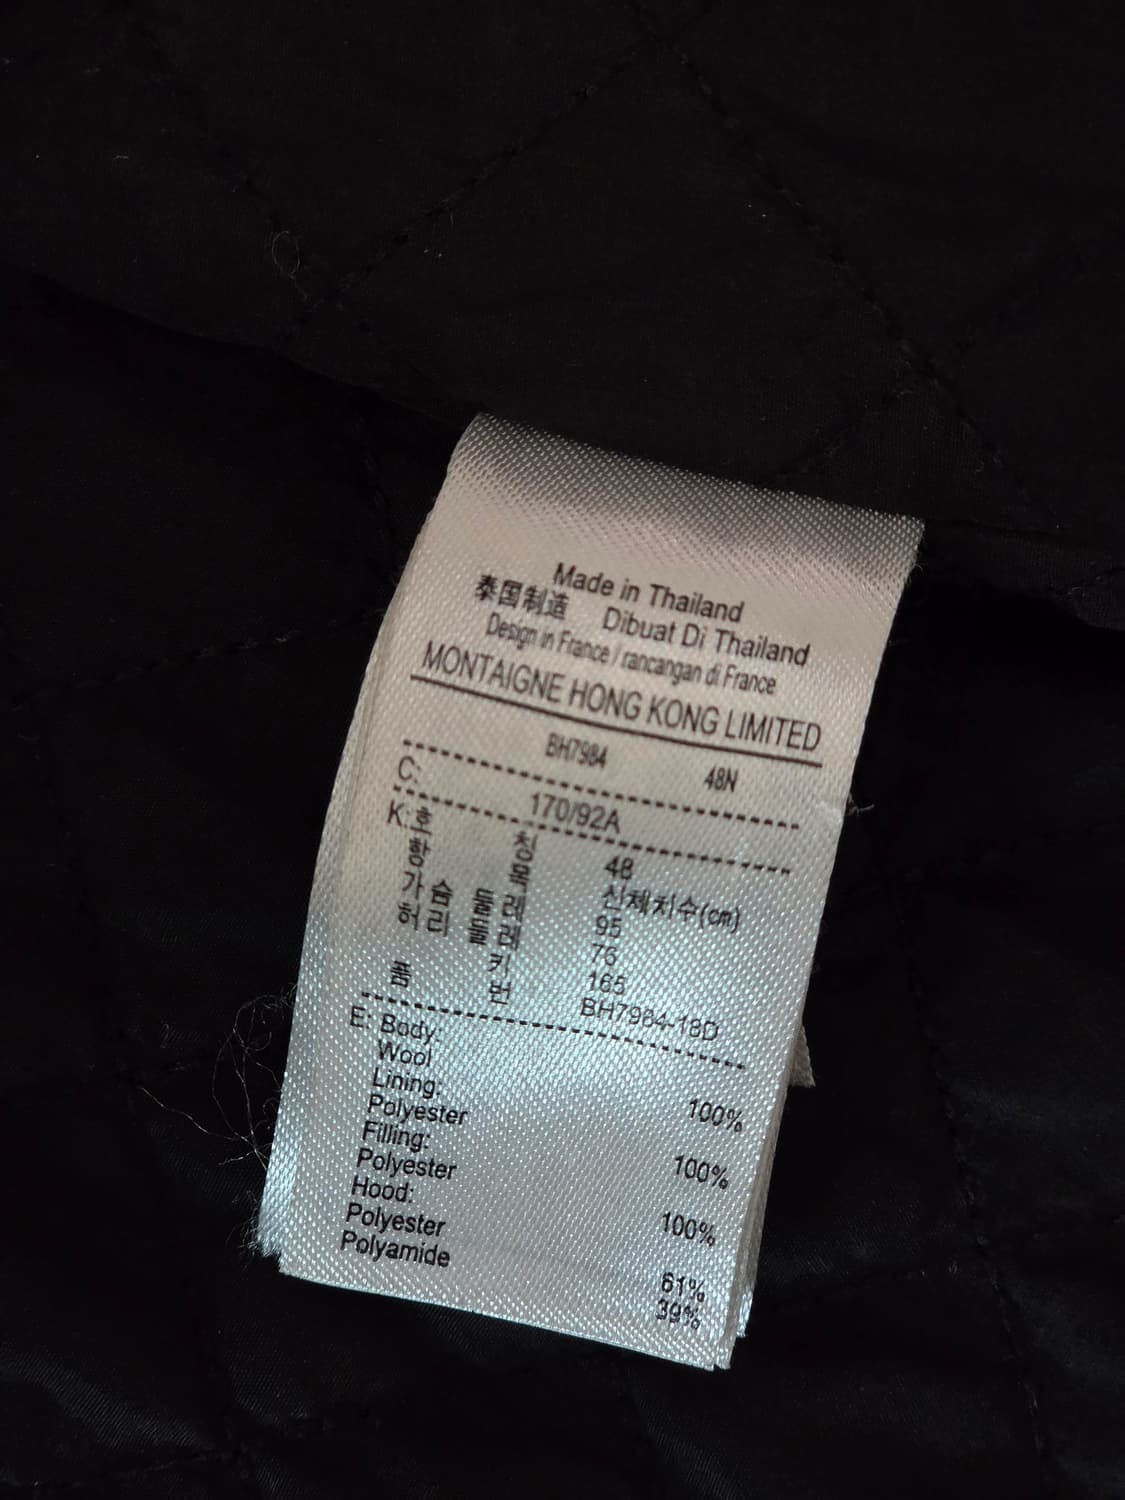 Made in Thailand
泰国制造 Dibuat Di Thailand
Design in France / rancangan di France
MONTAIGNE HONG KONG LIMITED
BH7984 48N
C: 170/92A
K: 호 칭 48
항 목 신체치수(cm)
가 슴 둘 레 95
허 리 둘 레 76
키 165
품 번 BH7984-18D
E: Body:
Wool 100%
Lining:
Polyester 100%
Filling:
Polyester 100%
Hood:
Polyester 61%
Polyamide 39%